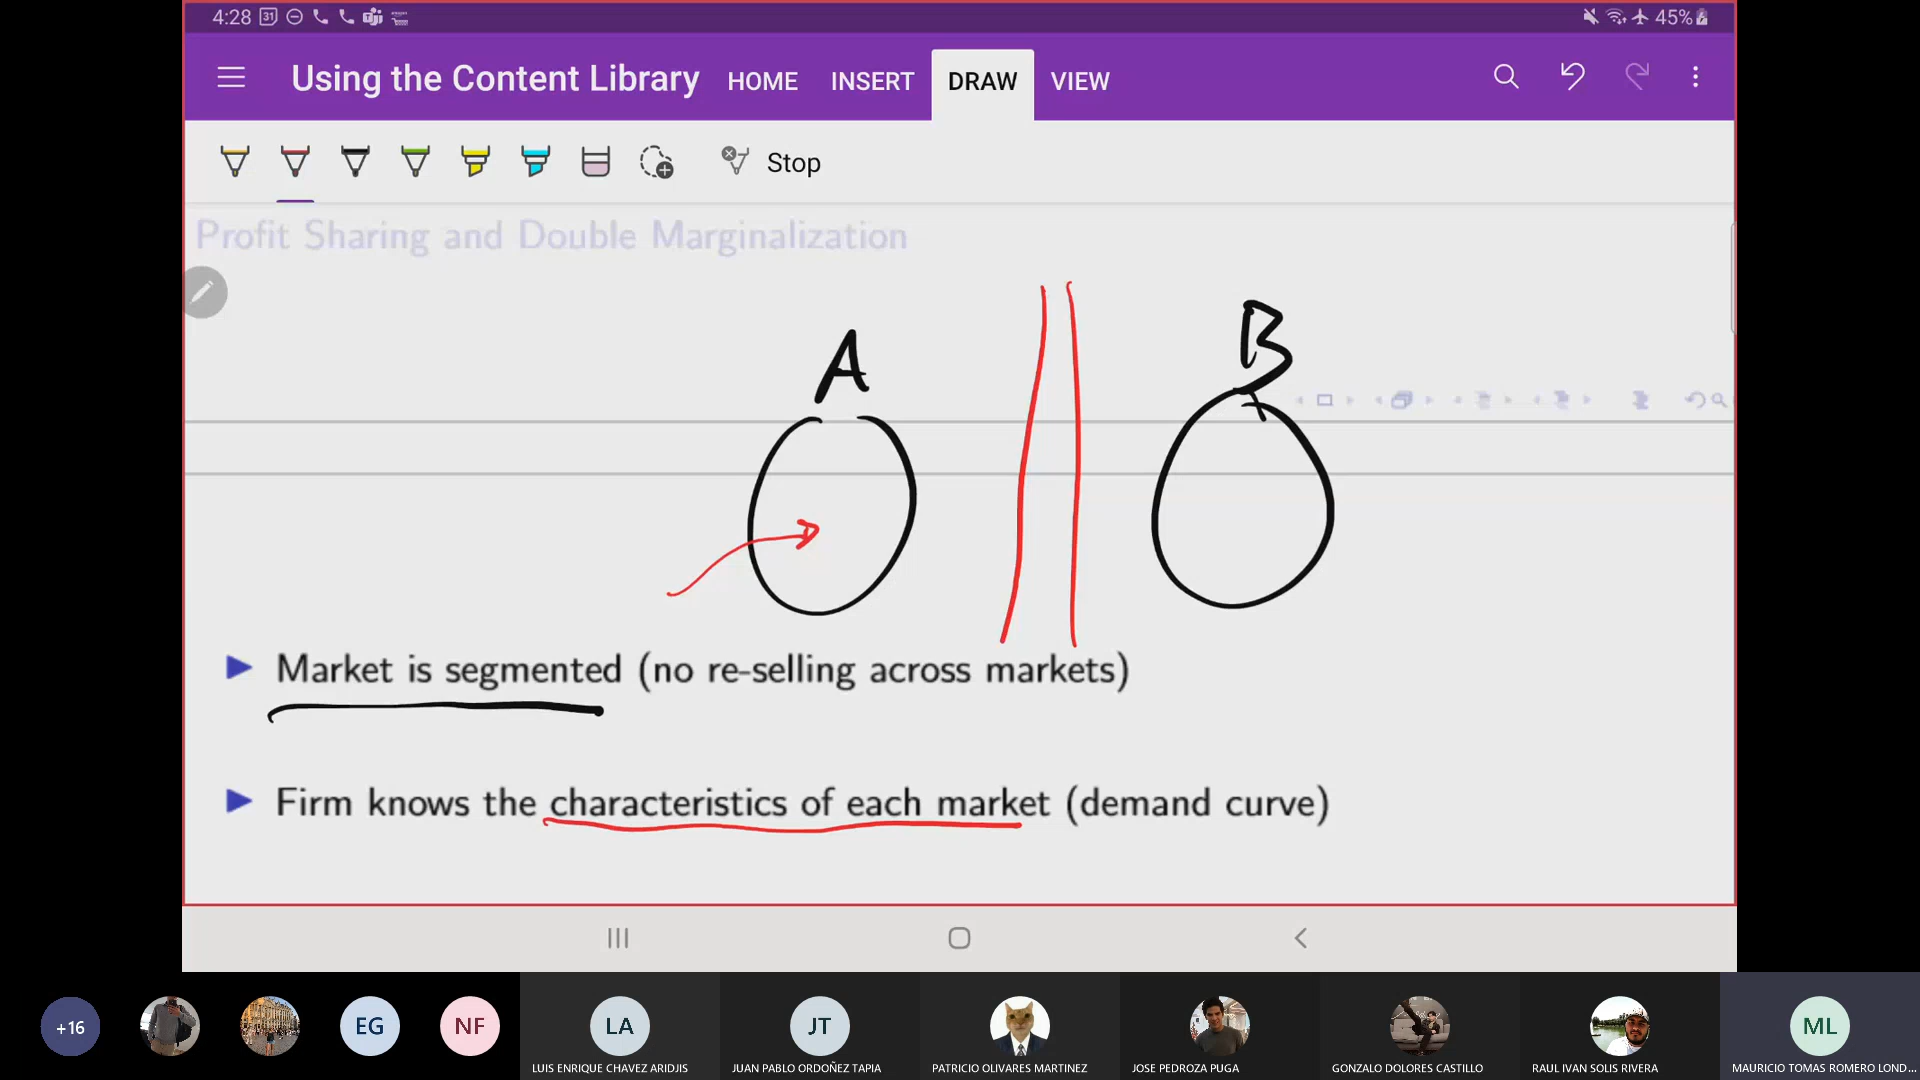 4:28 31 45%
Using the Content Library HOME INSERT DRAW VIEW
Stop
Profit Sharing and Double Marginalization
A B
Market is segmented (no re-selling across markets)
Firm knows the characteristics of each market (demand curve)
+16 EG NF LA JT ML
LUIS ENRIQUE CHAVEZ ARIDJIS JUAN PABLO ORDOÑEZ TAPIA PATRICIO OLIVARES MARTINEZ JOSE PEDROZA PUGA GONZALO DOLORES CASTILLO RAUL IVAN SOLIS RIVERA MAURICIO TOMAS ROMERO LOND...